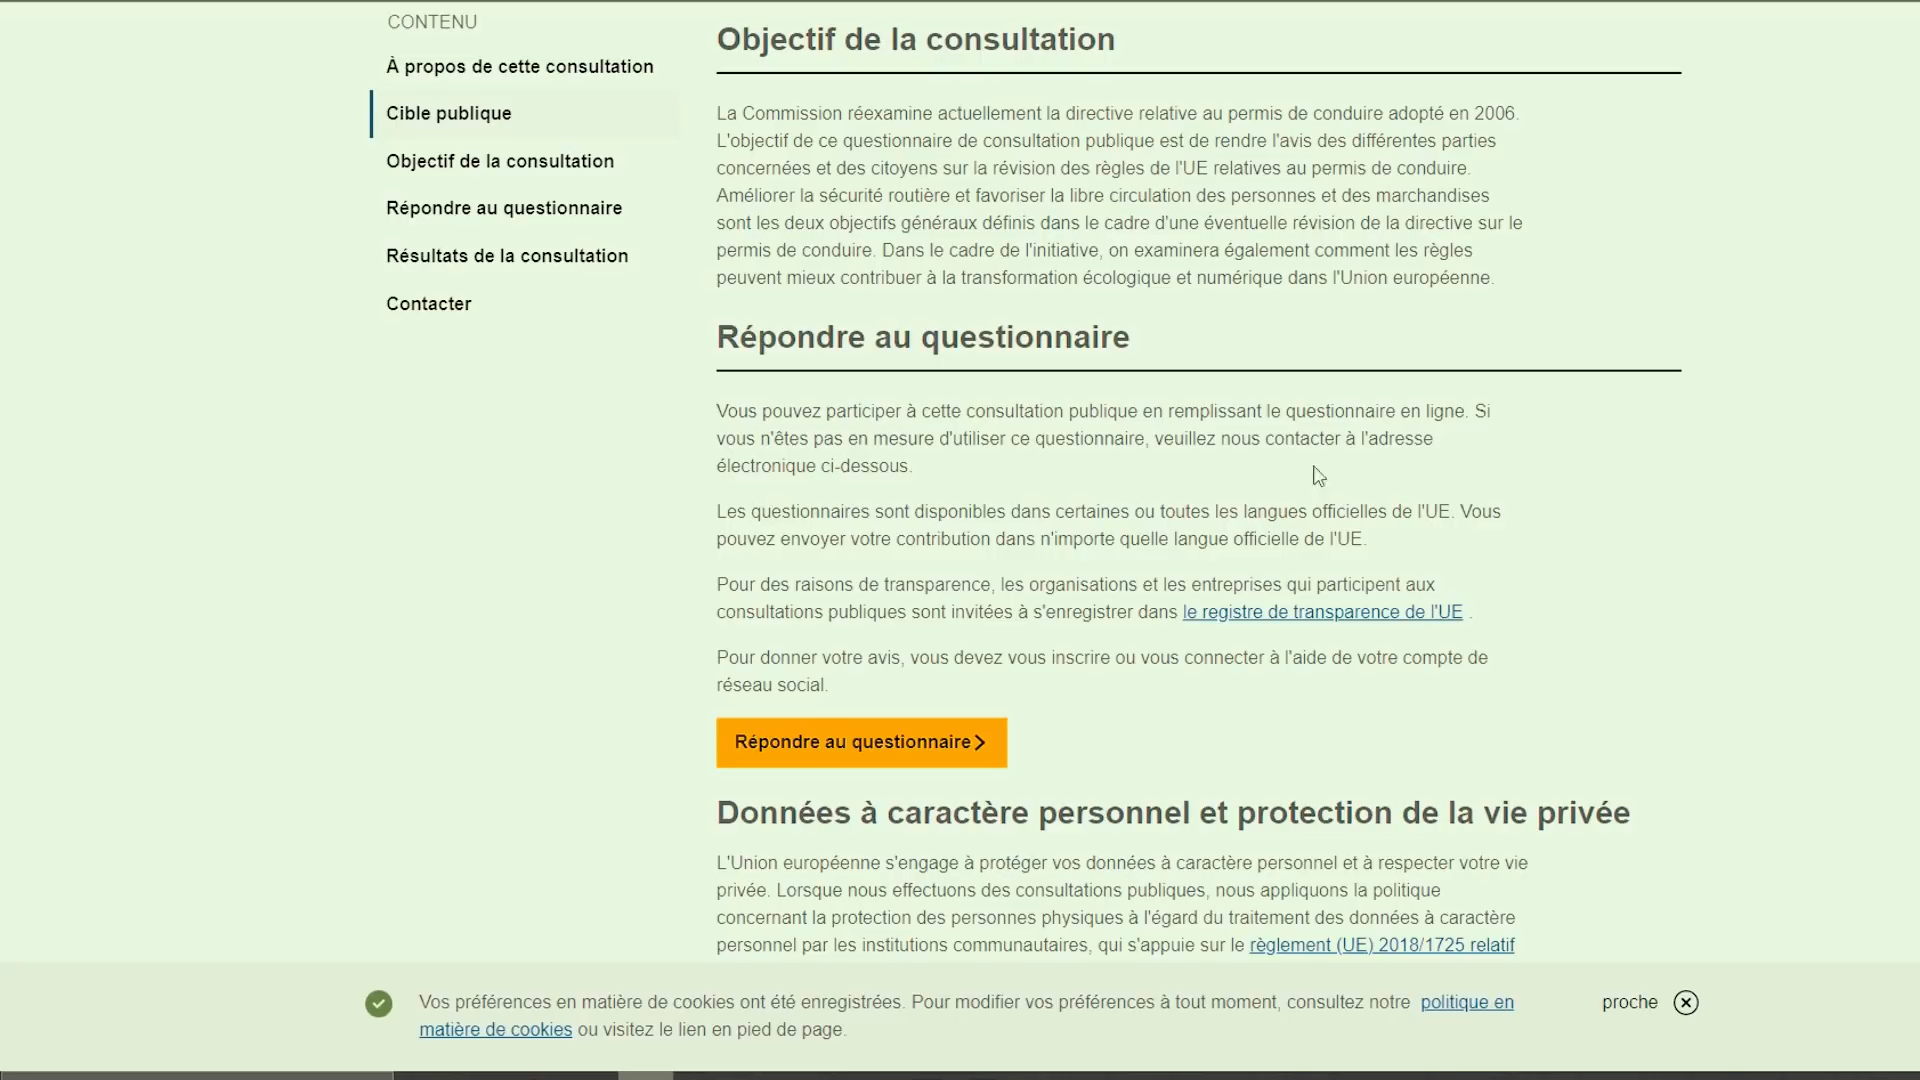 CONTENU
À propos de cette consultation
Cible publique
Objectif de la consultation
Répondre au questionnaire
Résultats de la consultation
Contacter
Objectif de la consultation
La Commission réexamine actuellement la directive relative au permis de conduire adopté en 2006.
L'objectif de ce questionnaire de consultation publique est de rendre l'avis des différentes parties
concernées et des citoyens sur la révision des règles de l'UE relatives au permis de conduire.
Améliorer la sécurité routière et favoriser la libre circulation des personnes et des marchandises
sont les deux objectifs généraux définis dans le cadre d'une éventuelle révision de la directive sur le
permis de conduire. Dans le cadre de l'initiative, on examinera également comment les règles
peuvent mieux contribuer à la transformation écologique et numérique dans l'Union européenne.
Répondre au questionnaire
Vous pouvez participer à cette consultation publique en remplissant le questionnaire en ligne. Si
vous n'êtes pas en mesure d'utiliser ce questionnaire, veuillez nous contacter à l'adresse
électronique ci-dessous.
Les questionnaires sont disponibles dans certaines ou toutes les langues officielles de l'UE. Vous
pouvez envoyer votre contribution dans n'importe quelle langue officielle de l'UE.
Pour des raisons de transparence, les organisations et les entreprises qui participent aux
consultations publiques sont invitées à s'enregistrer dans le registre de transparence de l'UE .
Pour donner votre avis, vous devez vous inscrire ou vous connecter à l'aide de votre compte de
réseau social.
Répondre au questionnaire
Données à caractère personnel et protection de la vie privée
L'Union européenne s'engage à protéger vos données à caractère personnel et à respecter votre vie
privée. Lorsque nous effectuons des consultations publiques, nous appliquons la politique
concernant la protection des personnes physiques à l'égard du traitement des données à caractère
personnel par les institutions communautaires, qui s'appuie sur le règlement (UE) 2018/1725 relatif
Vos préférences en matière de cookies ont été enregistrées. Pour modifier vos préférences à tout moment, consultez notre politique en
matière de cookies ou visitez le lien en pied de page.
proche